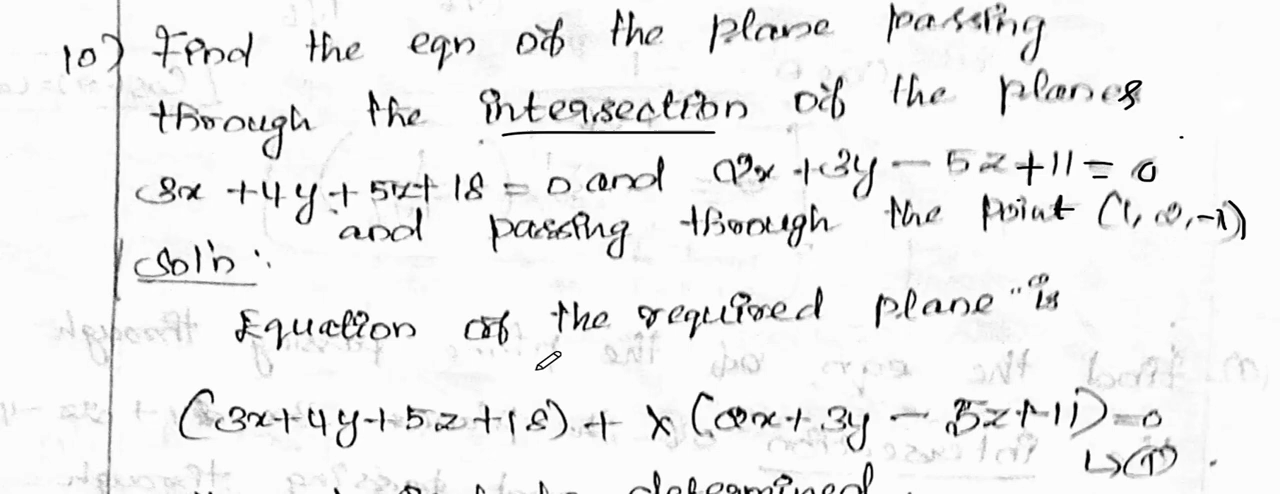 10) Find the eqn of the plane passing
through the intersection of the planes
3x + 4y + 5z + 18 = 0 and 2x + 3y - 5z + 11 = 0
and passing through the point (1, 2, -1)
Soln:
Equation of the required plane is
(3x + 4y + 5z + 18) + λ (2x + 3y - 5z + 11) = 0
↳ (1)
determined